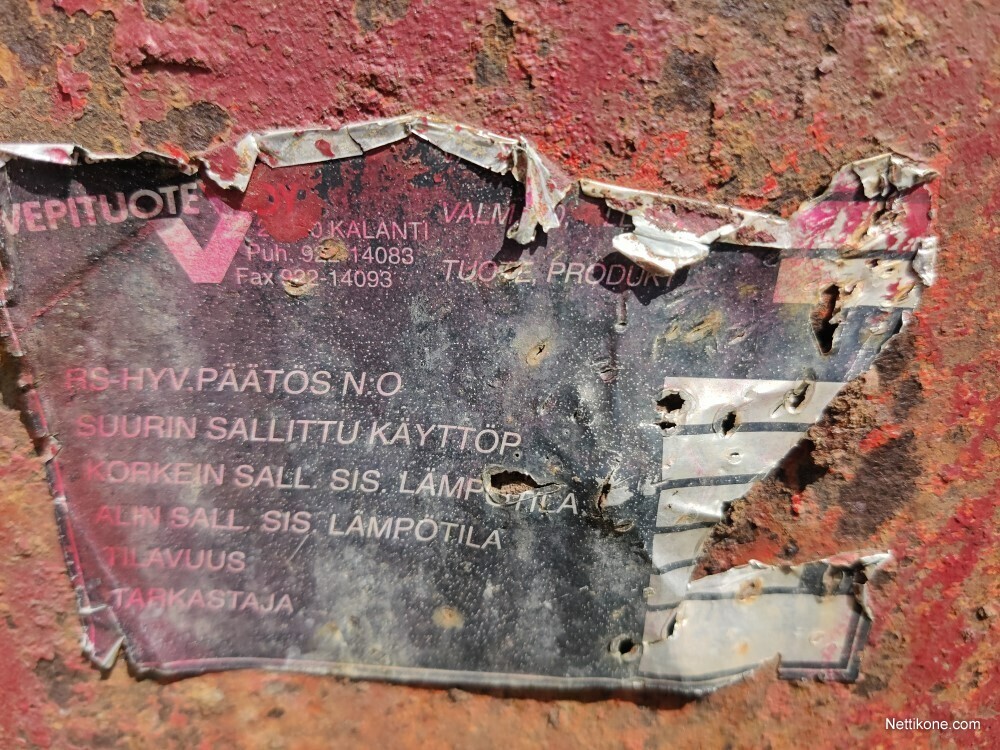 VEPITUOTE OY
KALANTI
Puh. 922-14083
Fax 922-14093
TUOTE, PRODUKT
RS-HYV.PÄÄTÖS N:O
SUURIN SALLITTU KÄYTTÖP
KORKEIN SALL. SIS. LÄMPÖTILA
ALIN SALL. SIS. LÄMPÖTILA
TILAVUUS
TARKASTAJA
Nettikone.com